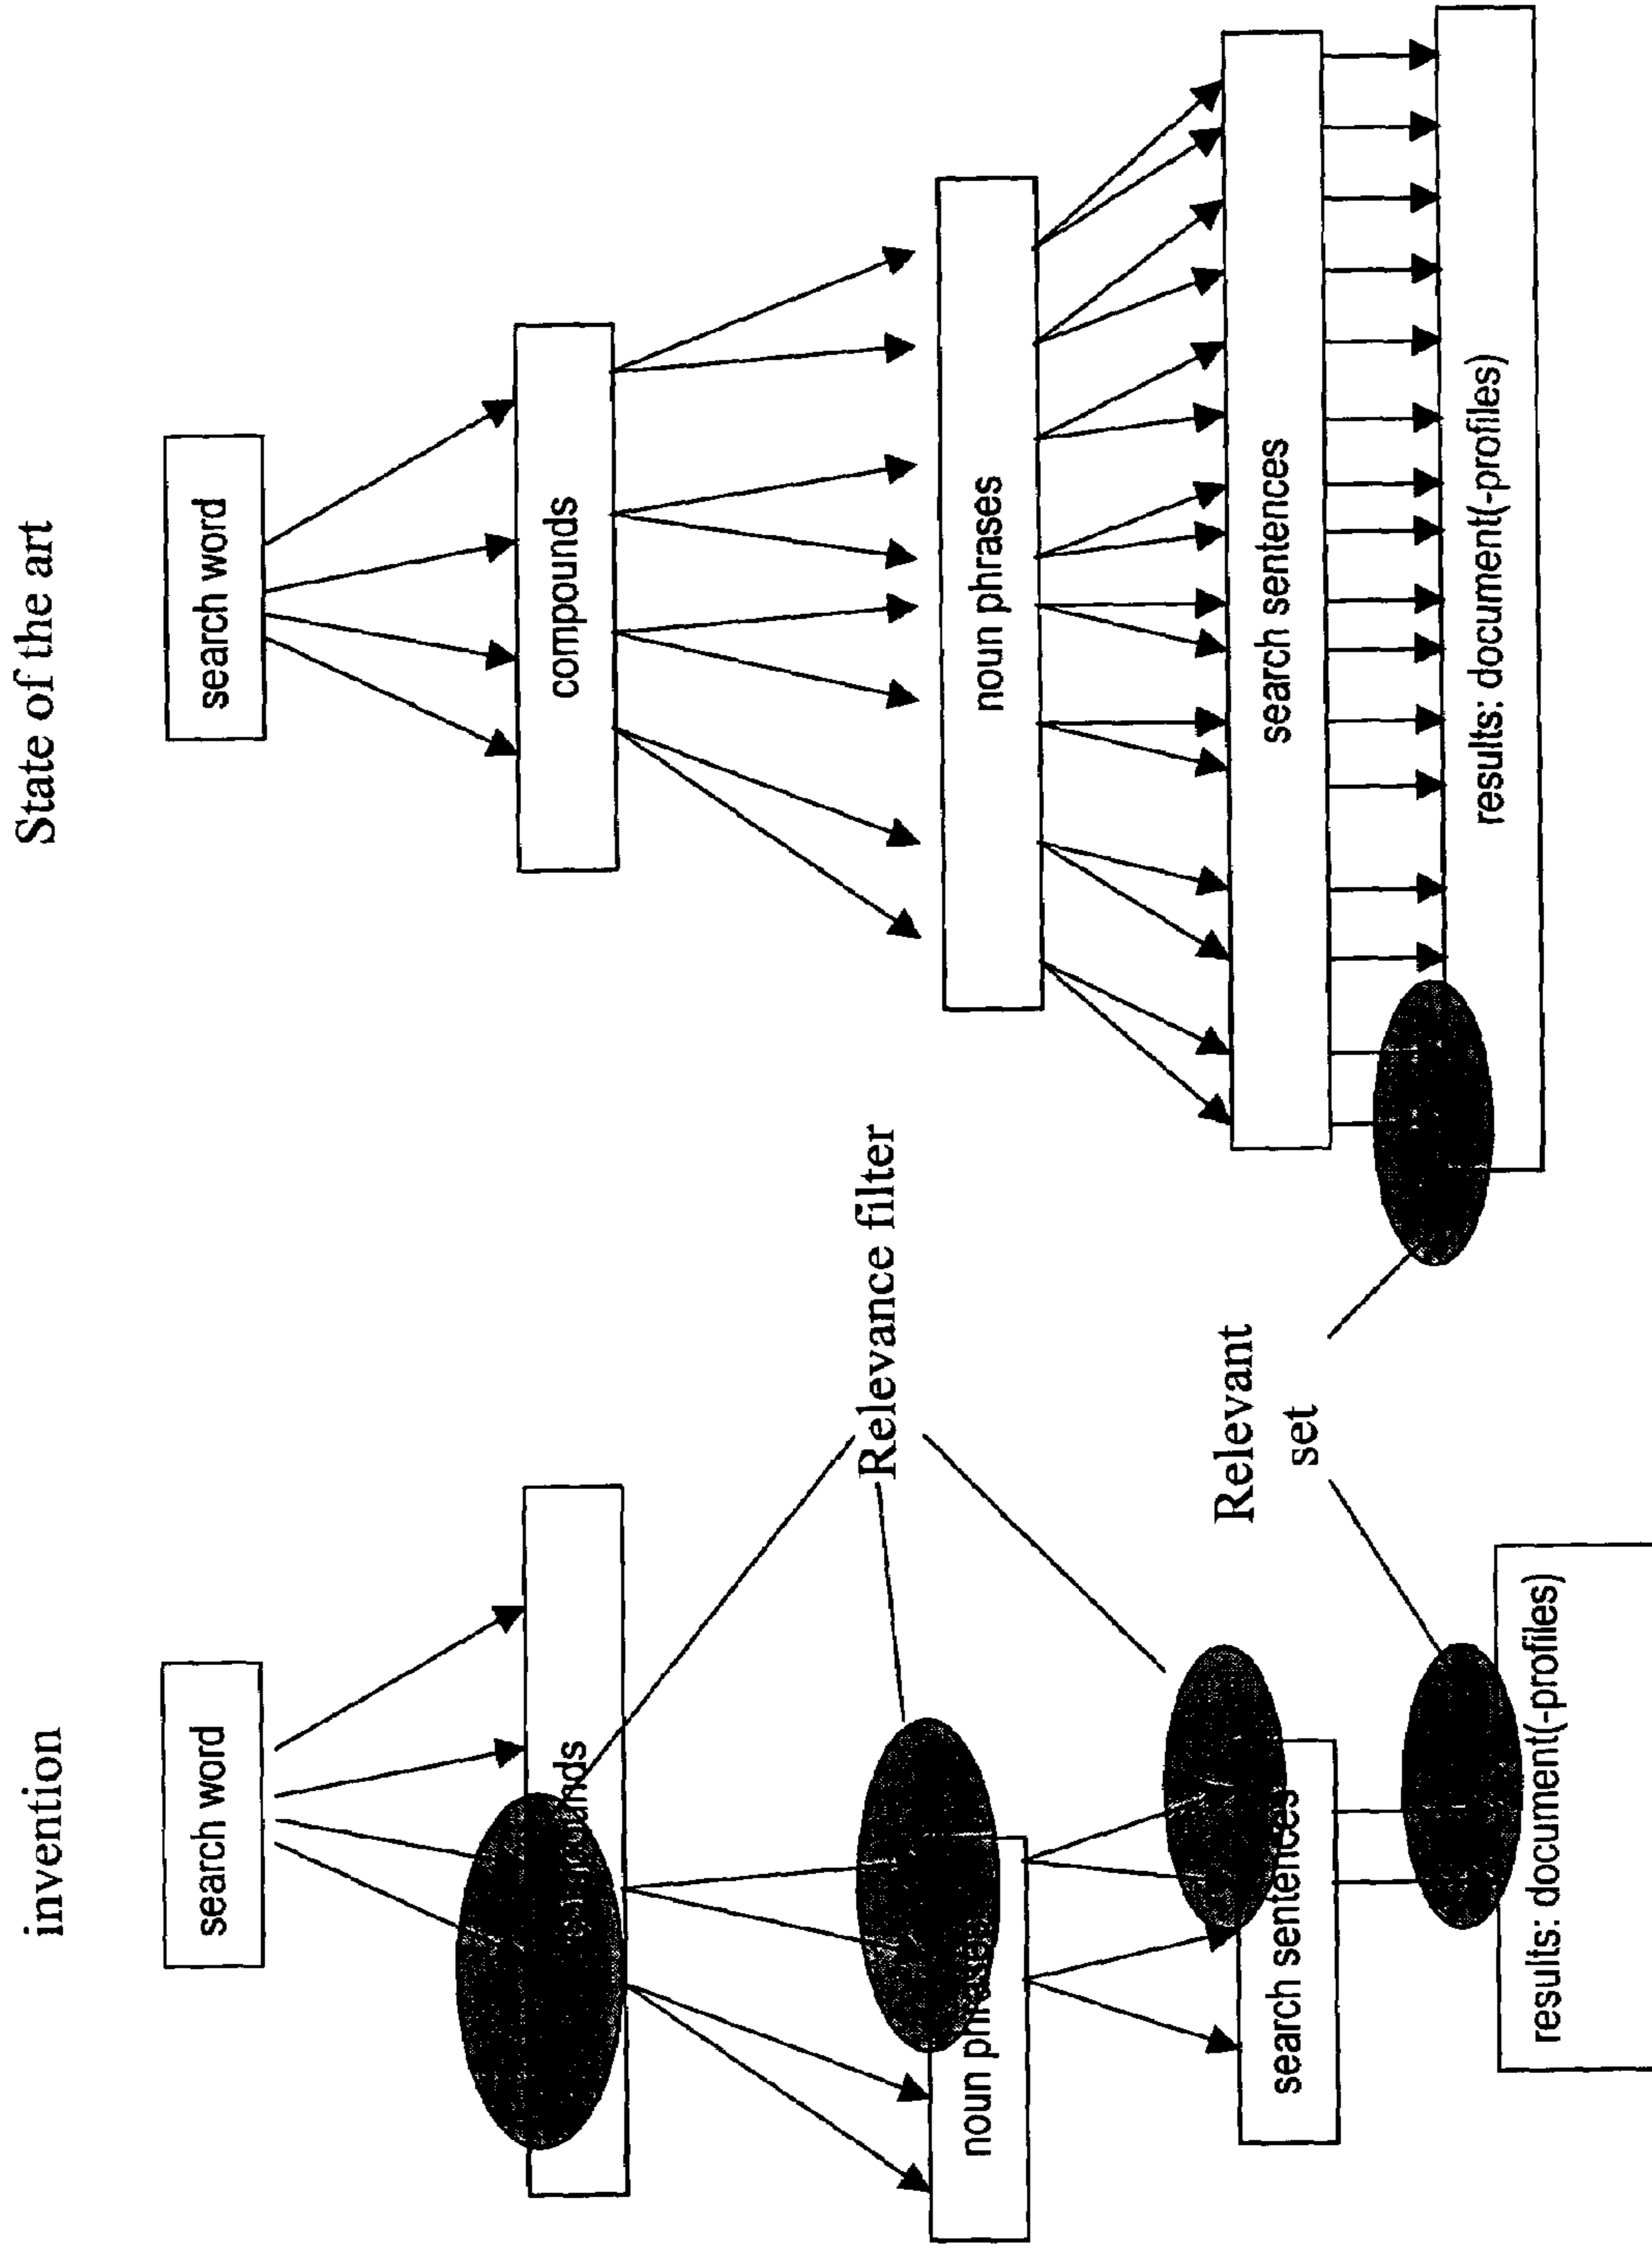 invention
search word
noun phrases
search sentences
results: document(-profiles)
Relevance filter
Relevant
set
State of the art
search word
compounds
noun phrases
search sentences
results: document(-profiles)